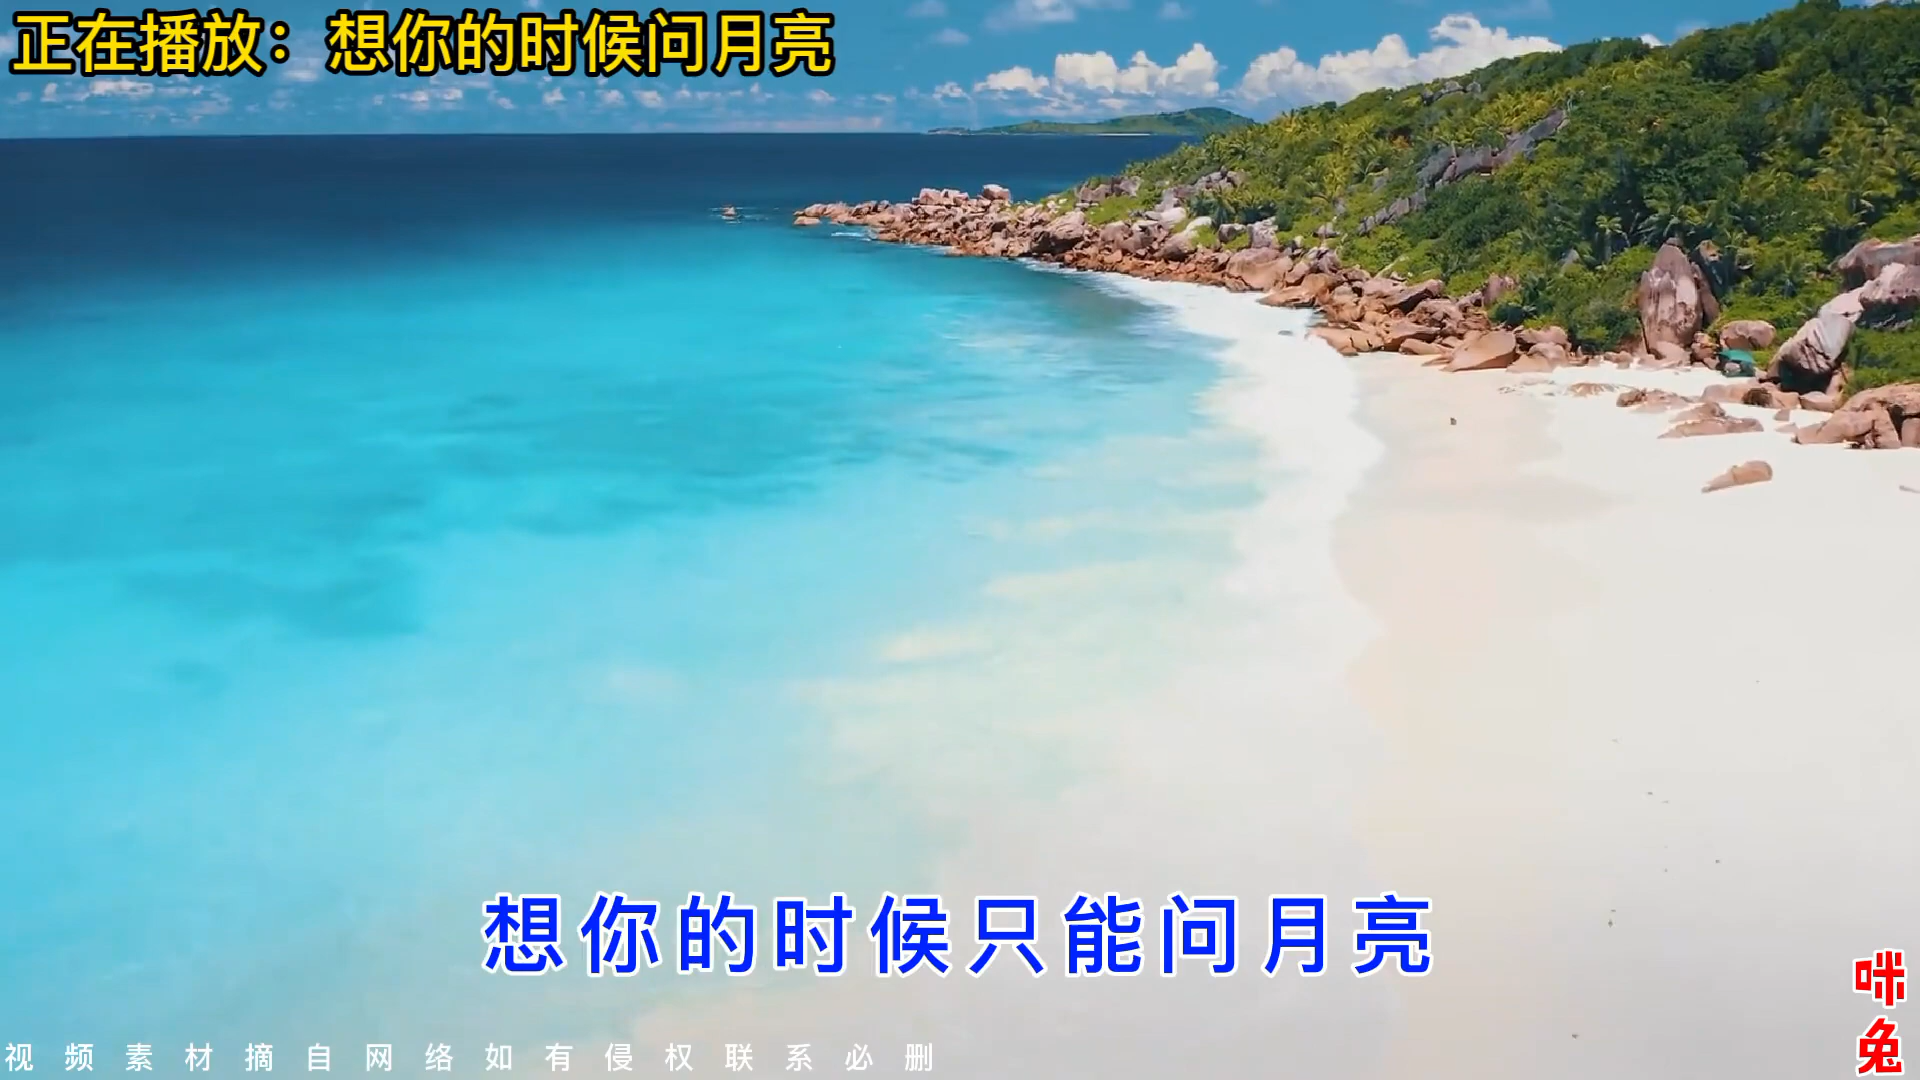 正在播放：想你的时候问月亮
想你的时候只能问月亮
咪兔
视频素材摘自网络如有侵权联系必删